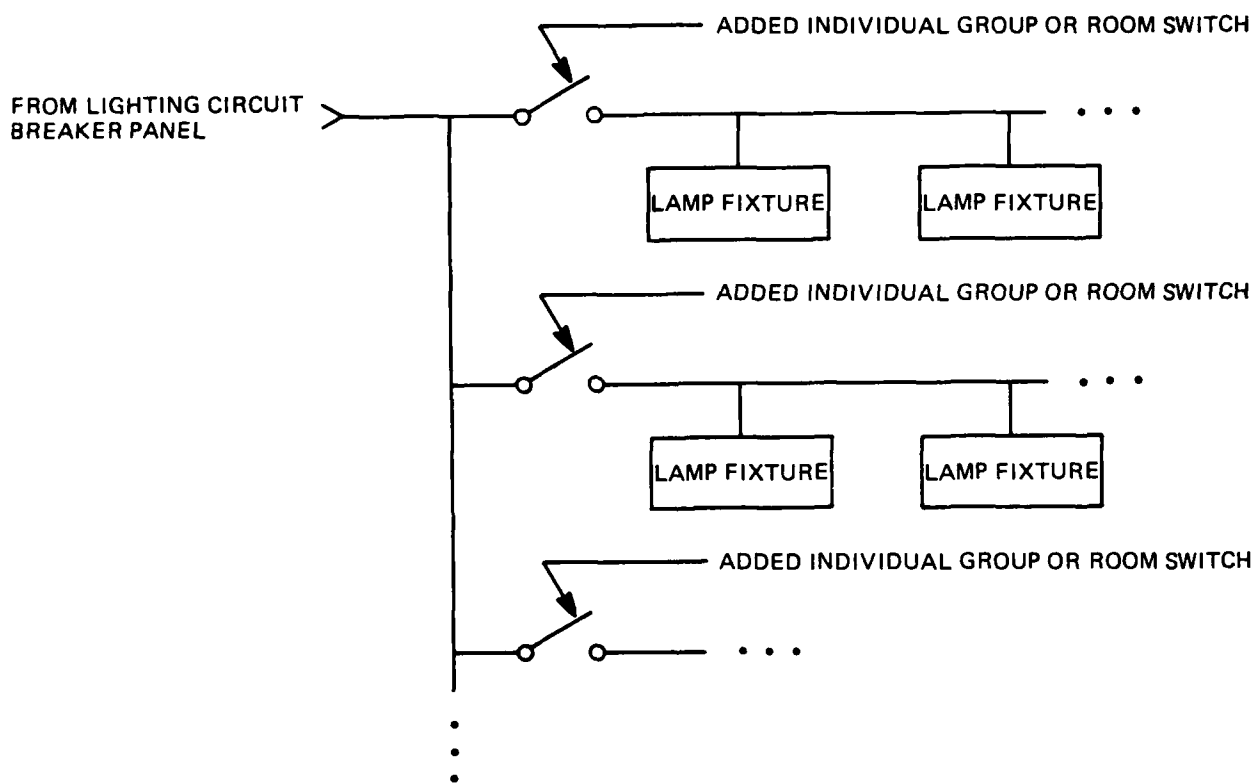 ADDED INDIVIDUAL GROUP OR ROOM SWITCH
FROM LIGHTING CIRCUIT
BREAKER PANEL
LAMP FIXTURE
LAMP FIXTURE
ADDED INDIVIDUAL GROUP OR ROOM SWITCH
LAMP FIXTURE
LAMP FIXTURE
ADDED INDIVIDUAL GROUP OR ROOM SWITCH